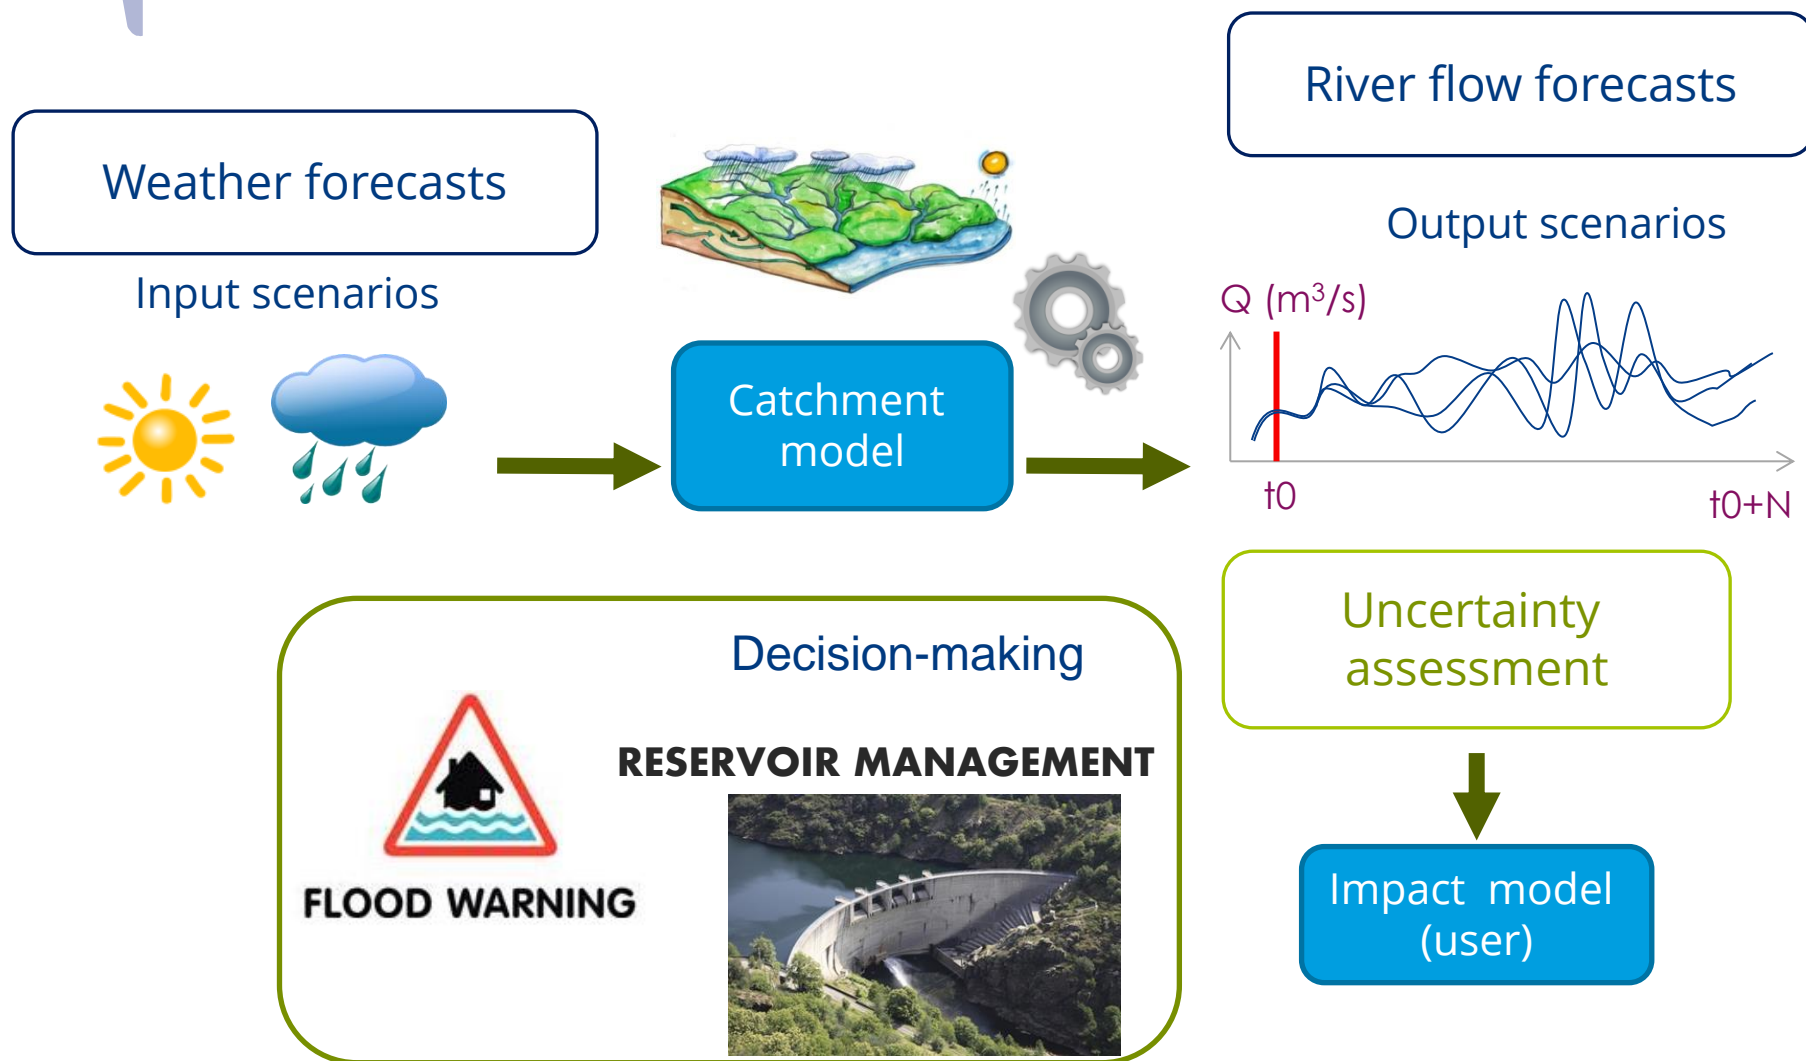 Weather forecasts
Input scenarios
Catchment
model
River flow forecasts
Output scenarios
Q (m³/s)
t0
t0+N
Uncertainty
assessment
Impact model
(user)
Decision-making
RESERVOIR MANAGEMENT
FLOOD WARNING